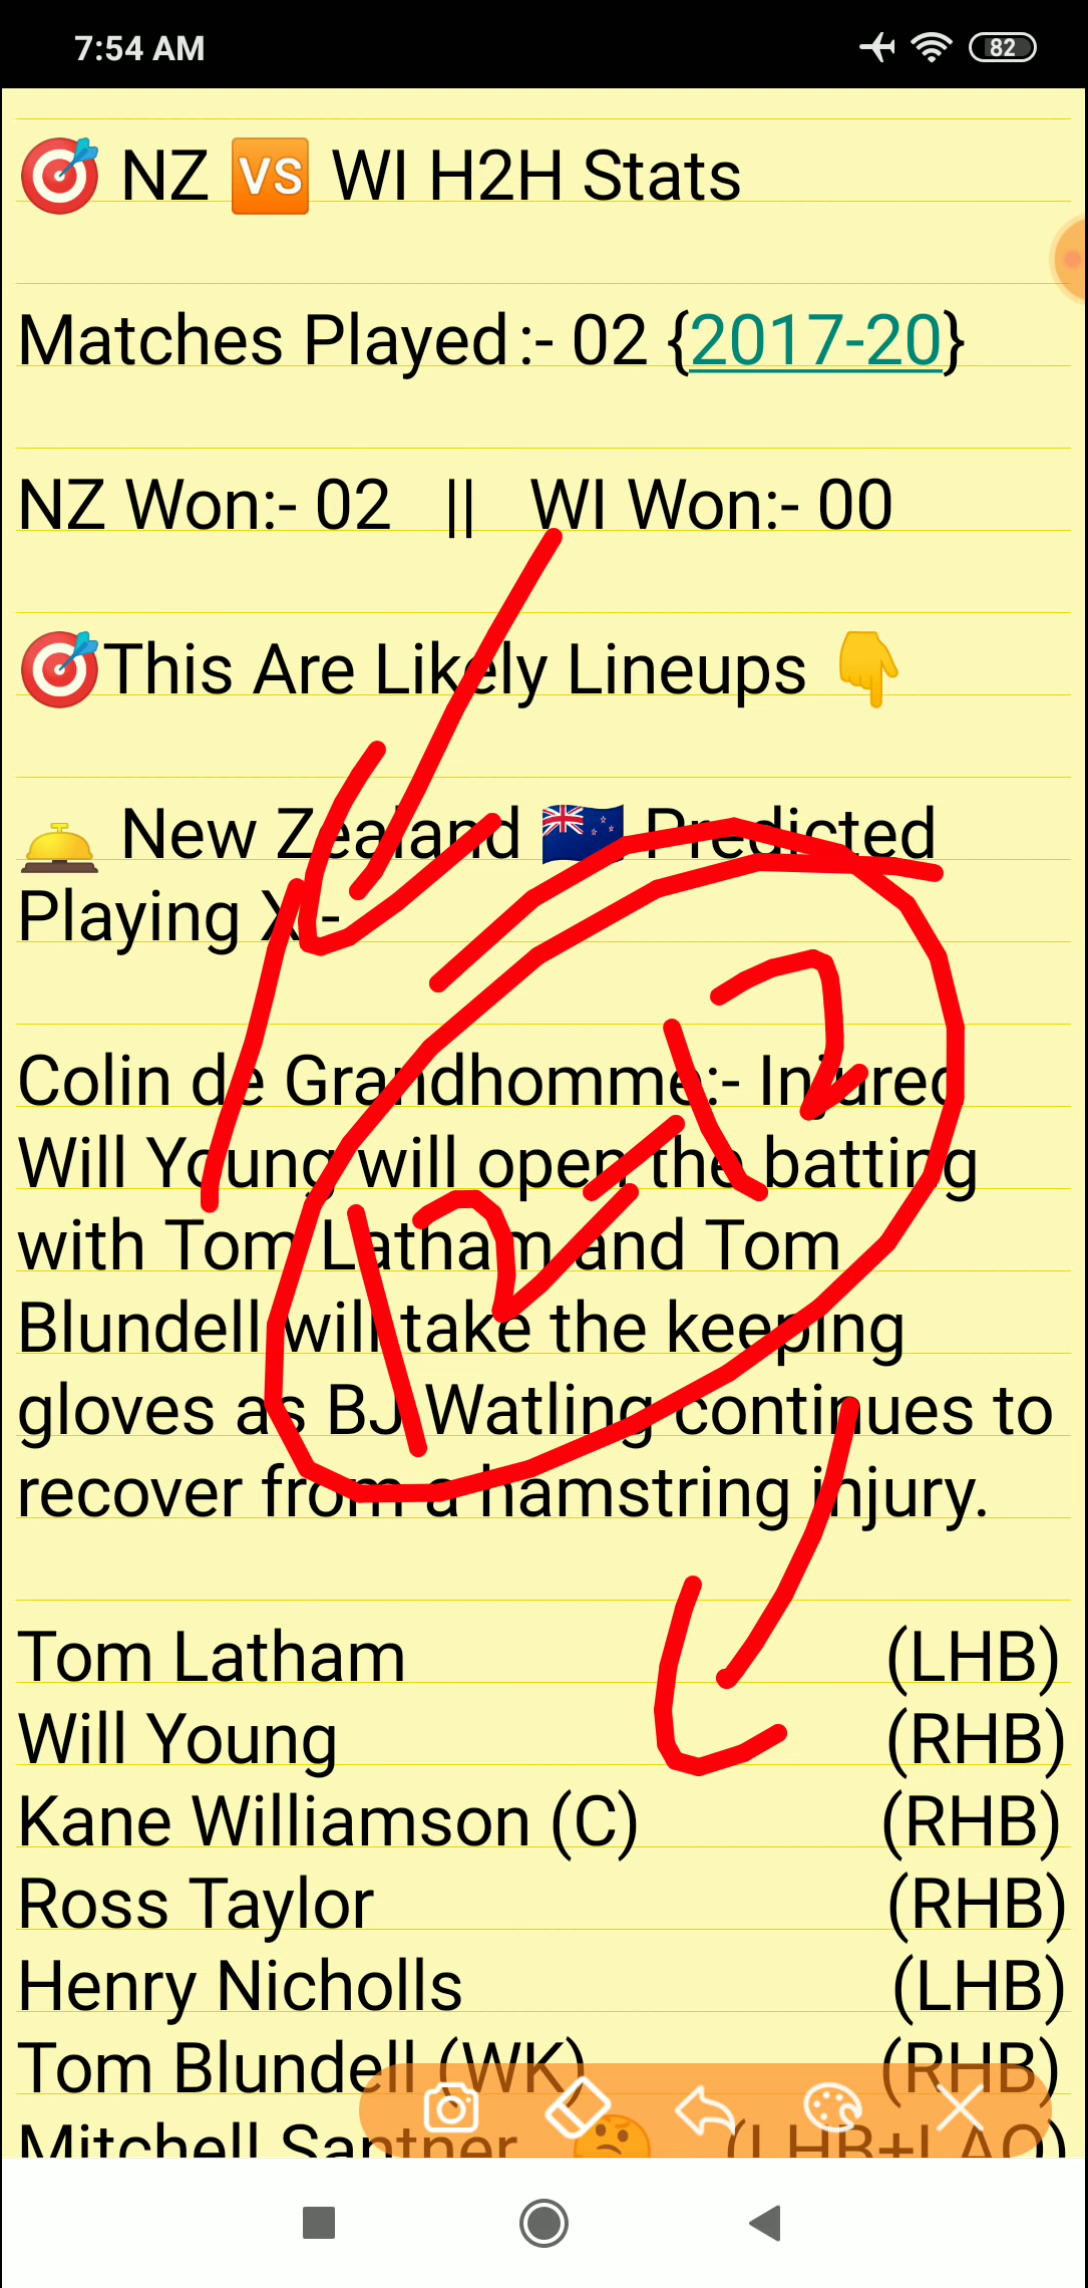 7:54 AM
82
🎯 NZ 🆚 WI H2H Stats
Matches Played:- 02 {2017-20}
NZ Won:- 02 || WI Won:- 00
🎯This Are Likely Lineups 👇
🛎 New Zealand 🇳🇿 Predicted
Playing X -
Colin de Grandhomme:- Injured
Will Young will open the batting
with Tom Latham and Tom
Blundell will take the keeping
gloves as BJ Watling continues to
recover from a hamstring injury.
Tom Latham (LHB)
Will Young (RHB)
Kane Williamson (C) (RHB)
Ross Taylor (RHB)
Henry Nicholls (LHB)
Tom Blundell (WK) (RHB)
Mitchell Santner 🤔 (LHB+LAO)